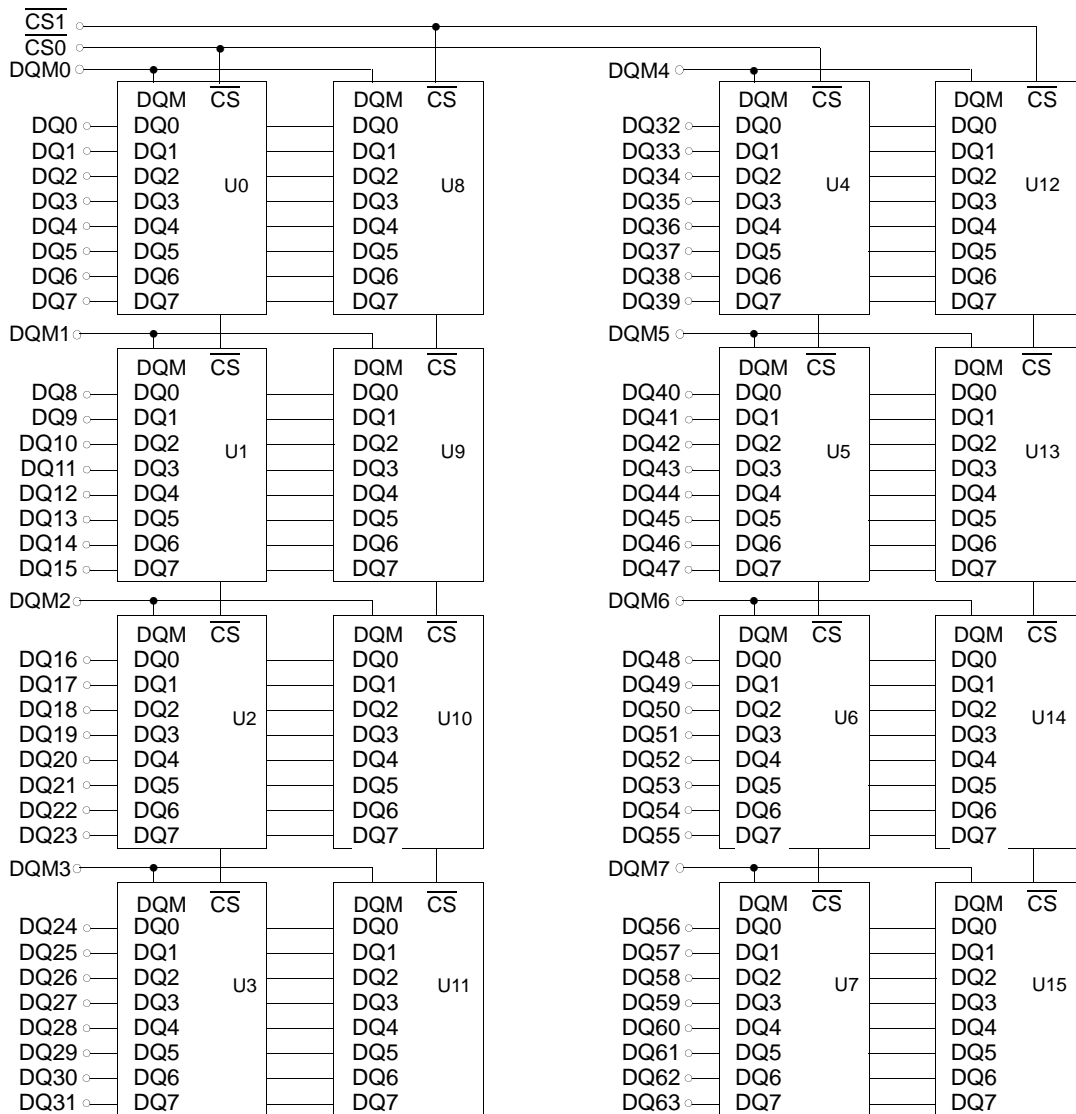 CS1
CS0
DQM0 DQM4
DQM CS DQM CS DQM CS DQM CS
DQ0 DQ0 DQ0 DQ32 DQ0 DQ0
DQ1 DQ1 DQ1 DQ33 DQ1 DQ1
DQ2 DQ2 U0 DQ2 U8 DQ34 DQ2 U4 DQ2 U12
DQ3 DQ3 DQ3 DQ35 DQ3 DQ3
DQ4 DQ4 DQ4 DQ36 DQ4 DQ4
DQ5 DQ5 DQ5 DQ37 DQ5 DQ5
DQ6 DQ6 DQ6 DQ38 DQ6 DQ6
DQ7 DQ7 DQ7 DQ39 DQ7 DQ7
DQM1 DQM5
DQM CS DQM CS DQM CS DQM CS
DQ8 DQ0 DQ0 DQ40 DQ0 DQ0
DQ9 DQ1 DQ1 DQ41 DQ1 DQ1
DQ10 DQ2 U1 DQ2 U9 DQ42 DQ2 U5 DQ2 U13
DQ11 DQ3 DQ3 DQ43 DQ3 DQ3
DQ12 DQ4 DQ4 DQ44 DQ4 DQ4
DQ13 DQ5 DQ5 DQ45 DQ5 DQ5
DQ14 DQ6 DQ6 DQ46 DQ6 DQ6
DQ15 DQ7 DQ7 DQ47 DQ7 DQ7
DQM2 DQM6
DQM CS DQM CS DQM CS DQM CS
DQ16 DQ0 DQ0 DQ48 DQ0 DQ0
DQ17 DQ1 DQ1 DQ49 DQ1 DQ1
DQ18 DQ2 U2 DQ2 U10 DQ50 DQ2 U6 DQ2 U14
DQ19 DQ3 DQ3 DQ51 DQ3 DQ3
DQ20 DQ4 DQ4 DQ52 DQ4 DQ4
DQ21 DQ5 DQ5 DQ53 DQ5 DQ5
DQ22 DQ6 DQ6 DQ54 DQ6 DQ6
DQ23 DQ7 DQ7 DQ55 DQ7 DQ7
DQM3 DQM7
DQM CS DQM CS DQM CS DQM CS
DQ24 DQ0 DQ0 DQ56 DQ0 DQ0
DQ25 DQ1 DQ1 DQ57 DQ1 DQ1
DQ26 DQ2 U3 DQ2 U11 DQ58 DQ2 U7 DQ2 U15
DQ27 DQ3 DQ3 DQ59 DQ3 DQ3
DQ28 DQ4 DQ4 DQ60 DQ4 DQ4
DQ29 DQ5 DQ5 DQ61 DQ5 DQ5
DQ30 DQ6 DQ6 DQ62 DQ6 DQ6
DQ31 DQ7 DQ7 DQ63 DQ7 DQ7